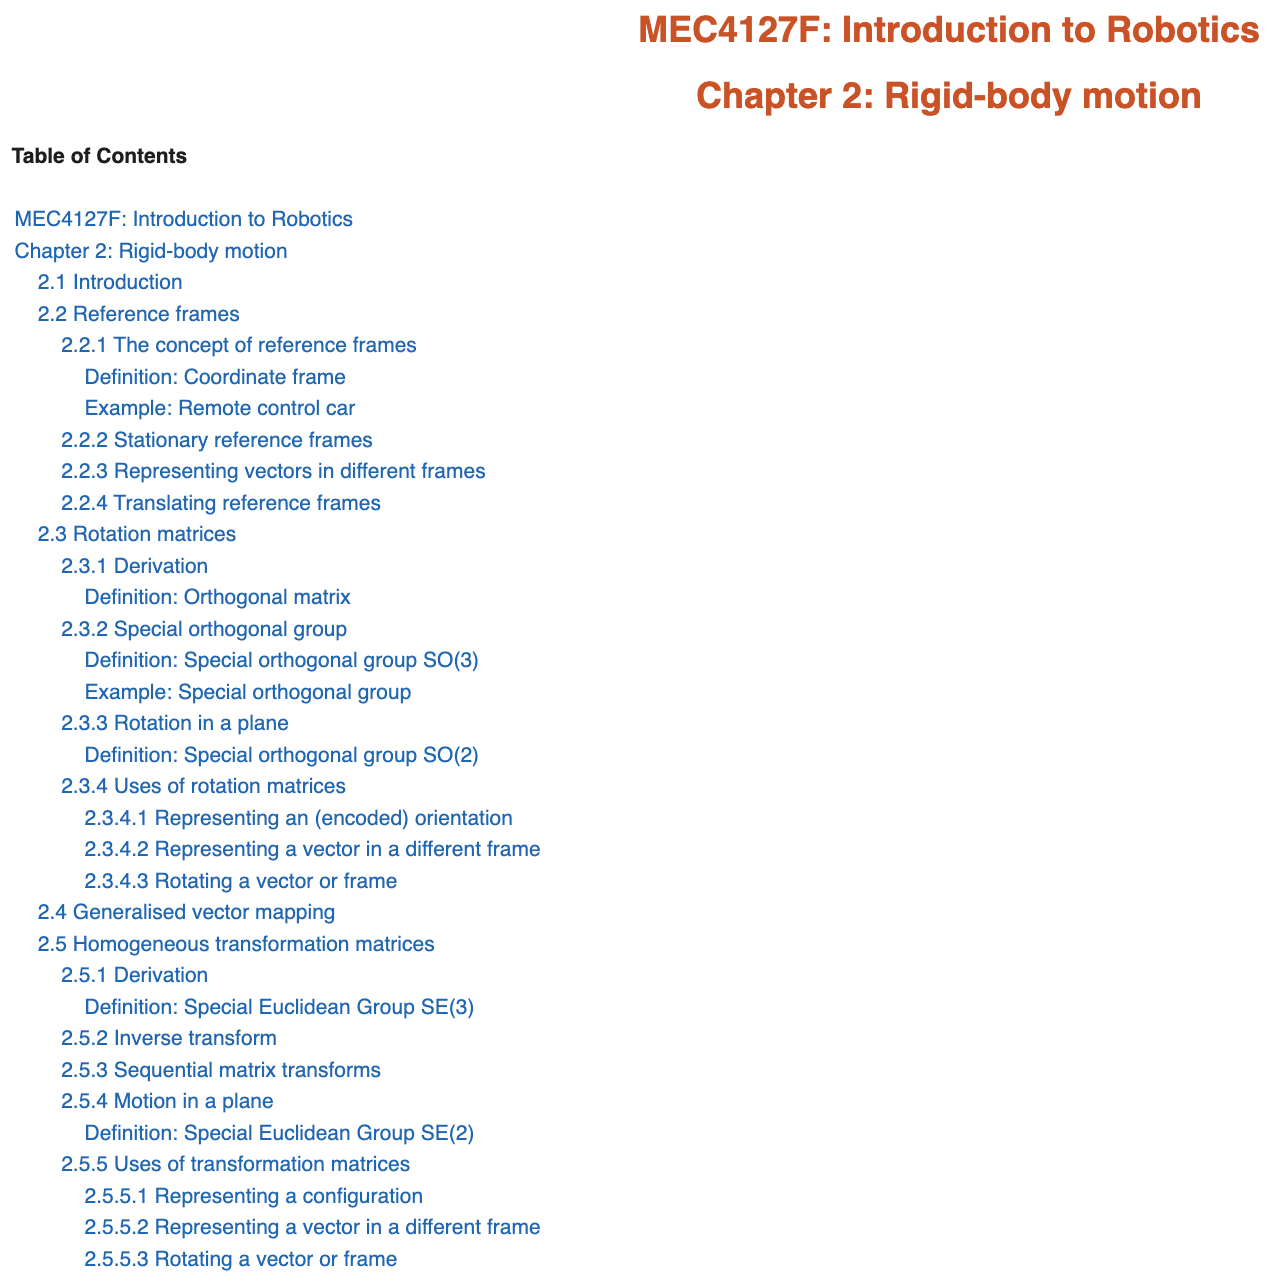 MEC4127F: Introduction to Robotics
Chapter 2: Rigid-body motion
Table of Contents
MEC4127F: Introduction to Robotics
Chapter 2: Rigid-body motion
2.1 Introduction
2.2 Reference frames
2.2.1 The concept of reference frames
Definition: Coordinate frame
Example: Remote control car
2.2.2 Stationary reference frames
2.2.3 Representing vectors in different frames
2.2.4 Translating reference frames
2.3 Rotation matrices
2.3.1 Derivation
Definition: Orthogonal matrix
2.3.2 Special orthogonal group
Definition: Special orthogonal group SO(3)
Example: Special orthogonal group
2.3.3 Rotation in a plane
Definition: Special orthogonal group SO(2)
2.3.4 Uses of rotation matrices
2.3.4.1 Representing an (encoded) orientation
2.3.4.2 Representing a vector in a different frame
2.3.4.3 Rotating a vector or frame
2.4 Generalised vector mapping
2.5 Homogeneous transformation matrices
2.5.1 Derivation
Definition: Special Euclidean Group SE(3)
2.5.2 Inverse transform
2.5.3 Sequential matrix transforms
2.5.4 Motion in a plane
Definition: Special Euclidean Group SE(2)
2.5.5 Uses of transformation matrices
2.5.5.1 Representing a configuration
2.5.5.2 Representing a vector in a different frame
2.5.5.3 Rotating a vector or frame